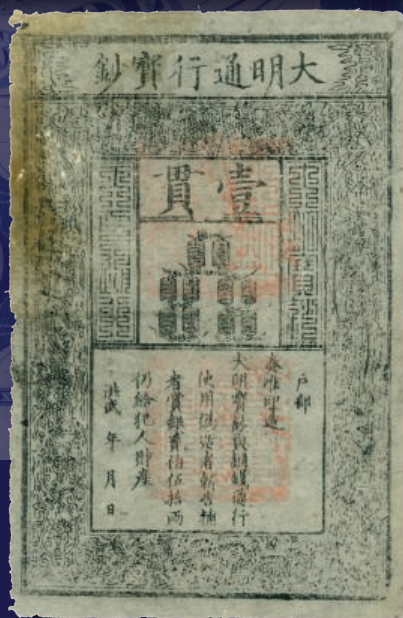 大明通行寶鈔
壹貫
户部
奏准印造
大明寶鈔與銅錢通行
使用偽造者斬告捕
者賞銀貳佰伍拾兩
仍給犯人財產
洪武 年 月 日